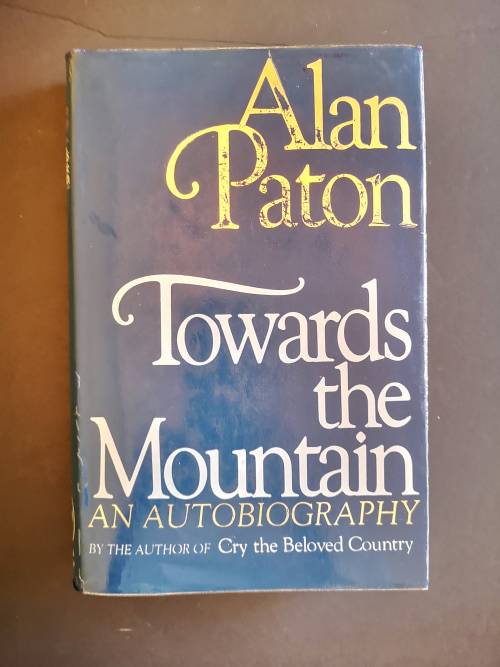 Alan
Paton
Towards
the
Mountain
AN AUTOBIOGRAPHY
BY THE AUTHOR OF Cry the Beloved Country